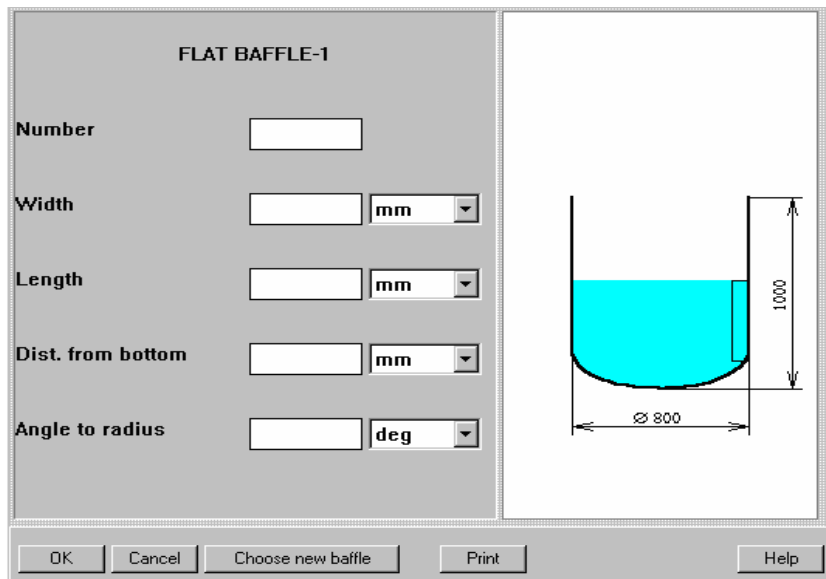 FLAT BAFFLE-1
Number
Width mm
Length mm
Dist. from bottom mm
Angle to radius deg
1000
Ø 800
OK Cancel Choose new baffle Print Help